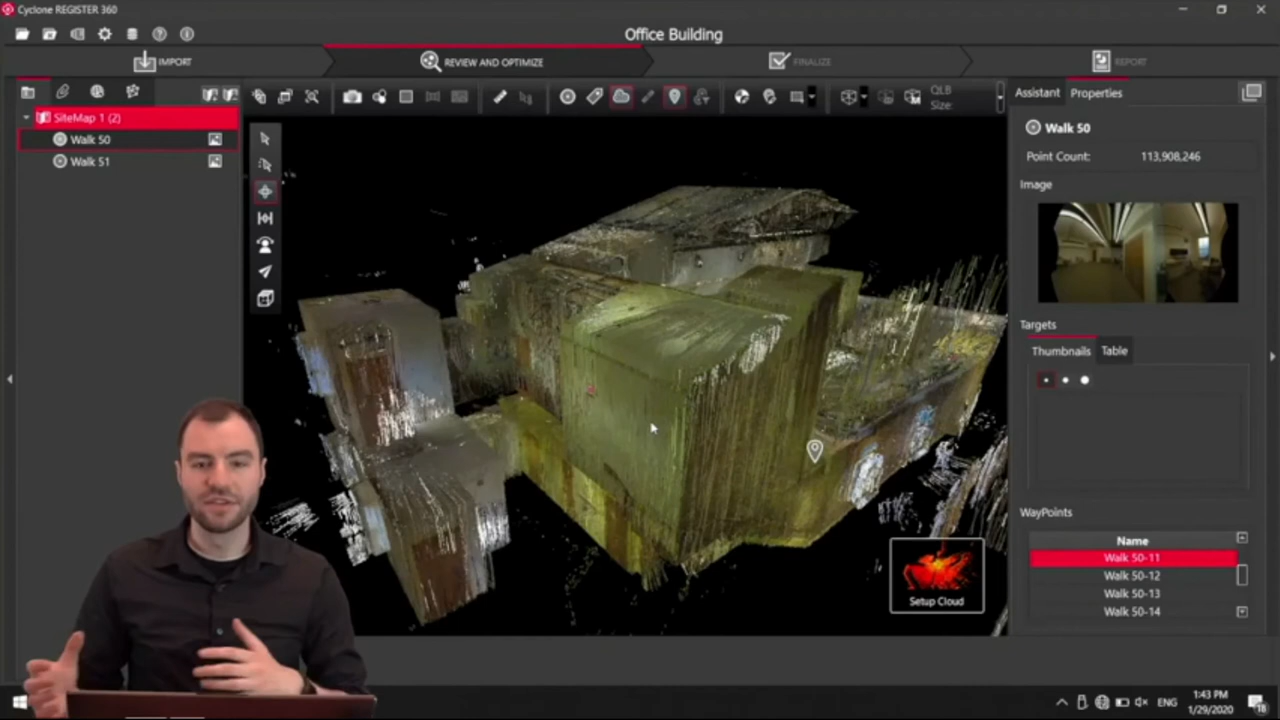 Cyclone REGISTER 360
Office Building
IMPORT
REVIEW AND OPTIMIZE
FINALIZE
REPORT
QLB
Size:
Assistant
Properties
SiteMap 1 (2)
Walk 50
Walk 51
Walk 50
Point Count: 113,908,246
Image
Targets
Thumbnails
Table
WayPoints
Name
Walk 50-11
Walk 50-12
Walk 50-13
Walk 50-14
Setup Cloud
ENG
1:43 PM
1/29/2020
18